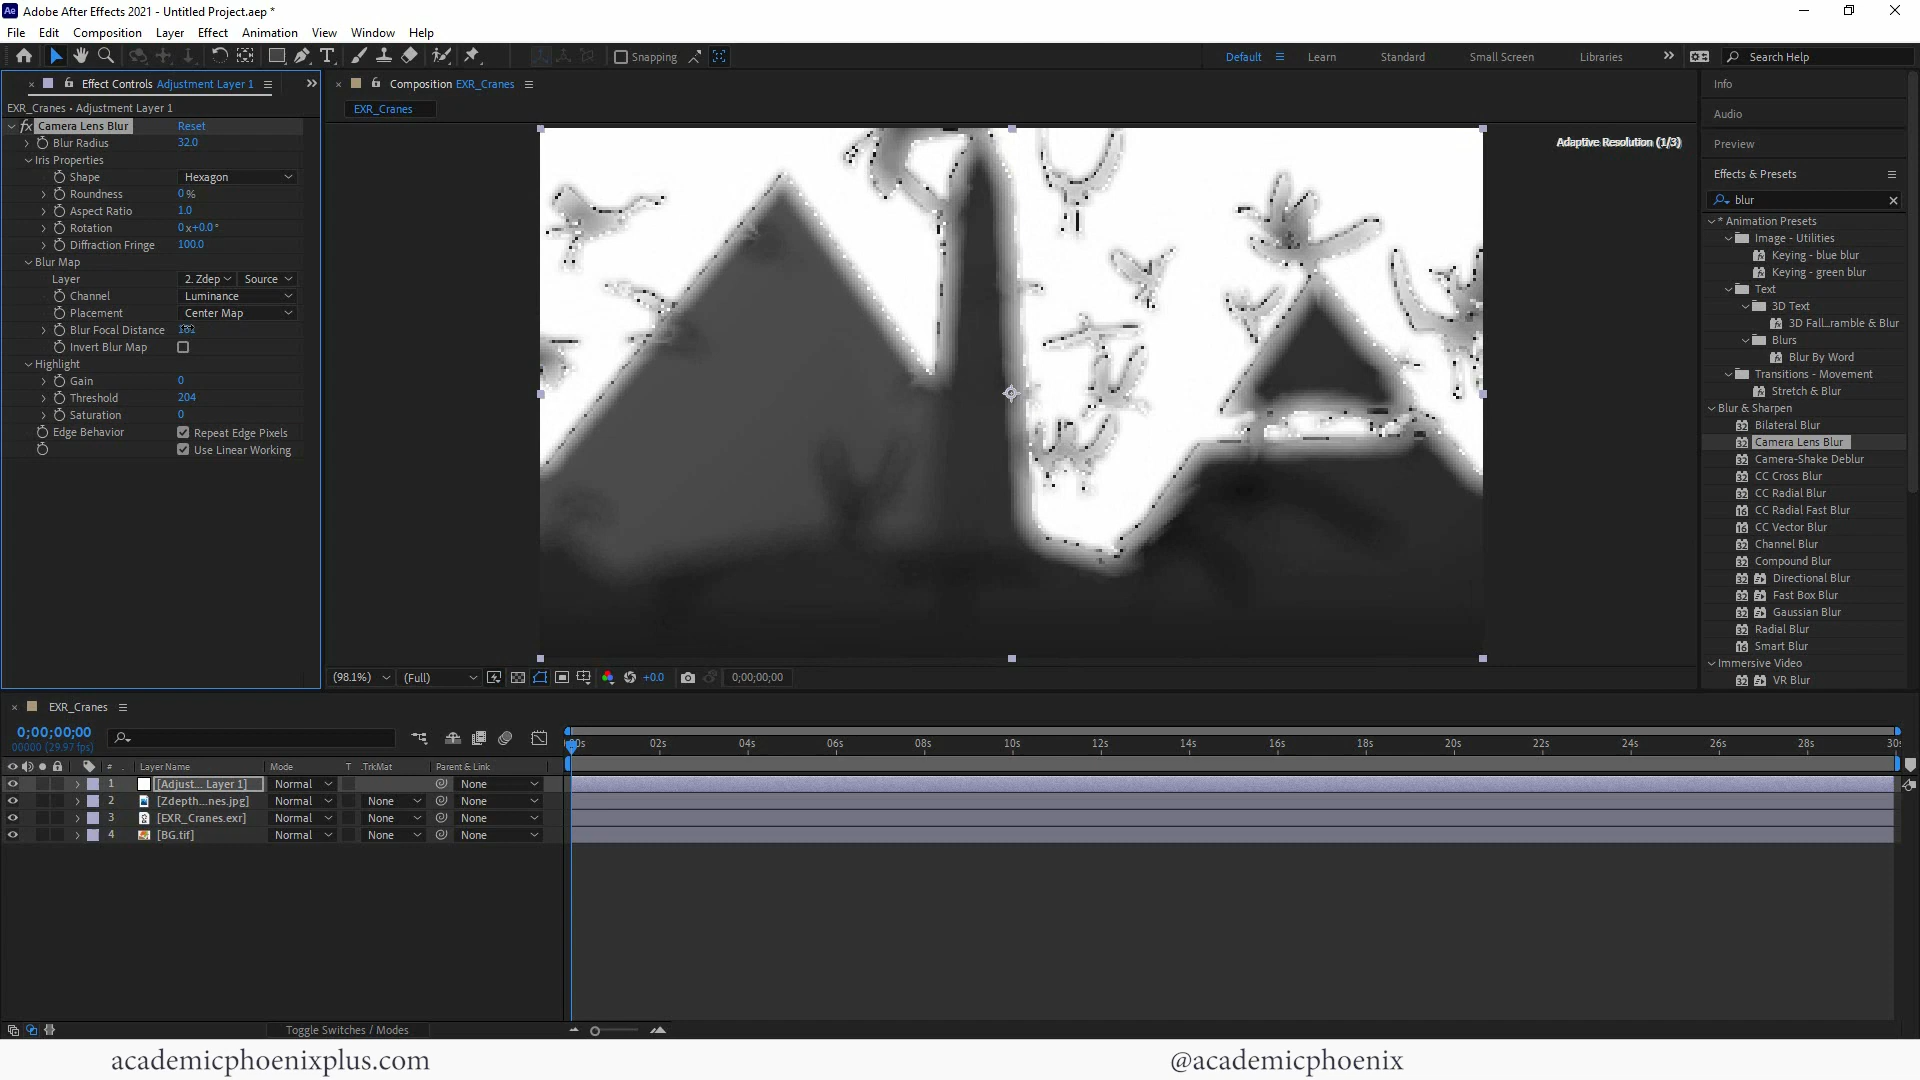 Ae Adobe After Effects 2021 - Untitled Project.aep *
File Edit Composition Layer Effect Animation View Window Help
Snapping Default Learn Standard Small Screen Libraries Search Help
Effect Controls Adjustment Layer 1
EXR_Cranes • Adjustment Layer 1
fx Camera Lens Blur Reset
Blur Radius 32.0
Iris Properties
Shape Hexagon
Roundness 0 %
Aspect Ratio 1.0
Rotation 0 x+0.0 °
Diffraction Fringe 100.0
Blur Map
Layer 2. Zdep Source
Channel Luminance
Placement Center Map
Blur Focal Distance
Invert Blur Map
Highlight
Gain 0
Threshold 204
Saturation 0
Edge Behavior Repeat Edge Pixels
Use Linear Working
Composition EXR_Cranes
EXR_Cranes
Adaptive Resolution (1/3)
(98.1%) (Full) +0.0 0;00;00;00
Info
Audio
Preview
Effects & Presets
blur
* Animation Presets
Image - Utilities
Keying - blue blur
Keying - green blur
Text
3D Text
3D Fall...ramble & Blur
Blurs
Blur By Word
Transitions - Movement
Stretch & Blur
Blur & Sharpen
Bilateral Blur
Camera Lens Blur
Camera-Shake Deblur
CC Cross Blur
CC Radial Blur
CC Radial Fast Blur
CC Vector Blur
Channel Blur
Compound Blur
Directional Blur
Fast Box Blur
Gaussian Blur
Radial Blur
Smart Blur
Immersive Video
VR Blur
EXR_Cranes
0;00;00;00
00000 (29.97 fps)
:00s 02s 04s 06s 08s 10s 12s 14s 16s 18s 20s 22s 24s 26s 28s 30s
# Layer Name Mode T .TrkMat Parent & Link
1 [Adjust... Layer 1] Normal None
2 [Zdepth...nes.jpg] Normal None None
3 [EXR_Cranes.exr] Normal None None
4 [BG.tif] Normal None None
Toggle Switches / Modes
academicphoenixplus.com
@academicphoenix